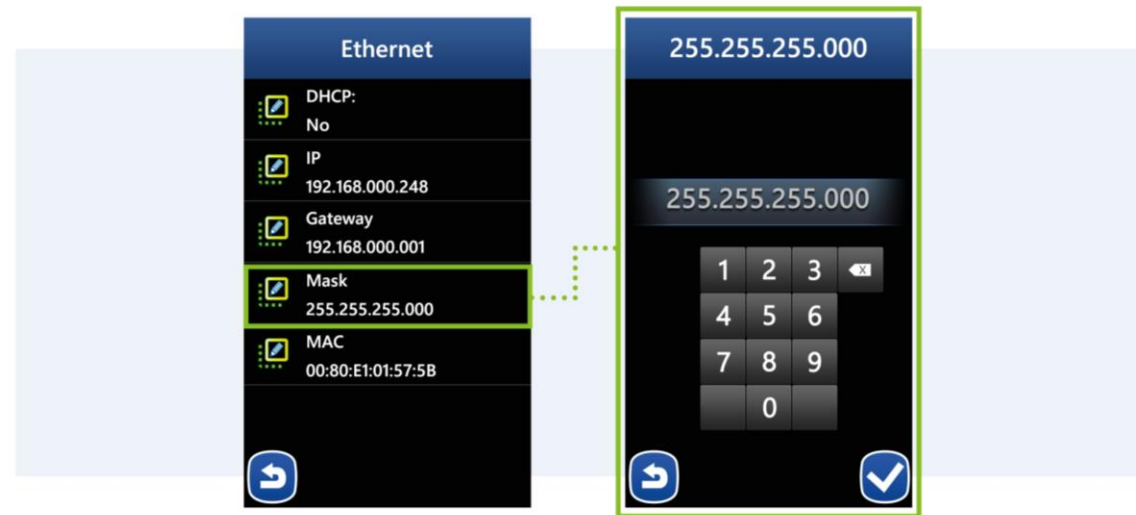 Ethernet
DHCP:
No
IP
192.168.000.248
Gateway
192.168.000.001
Mask
255.255.255.000
MAC
00:80:E1:01:57:5B
255.255.255.000
255.255.255.000
1 2 3 X
4 5 6
7 8 9
0